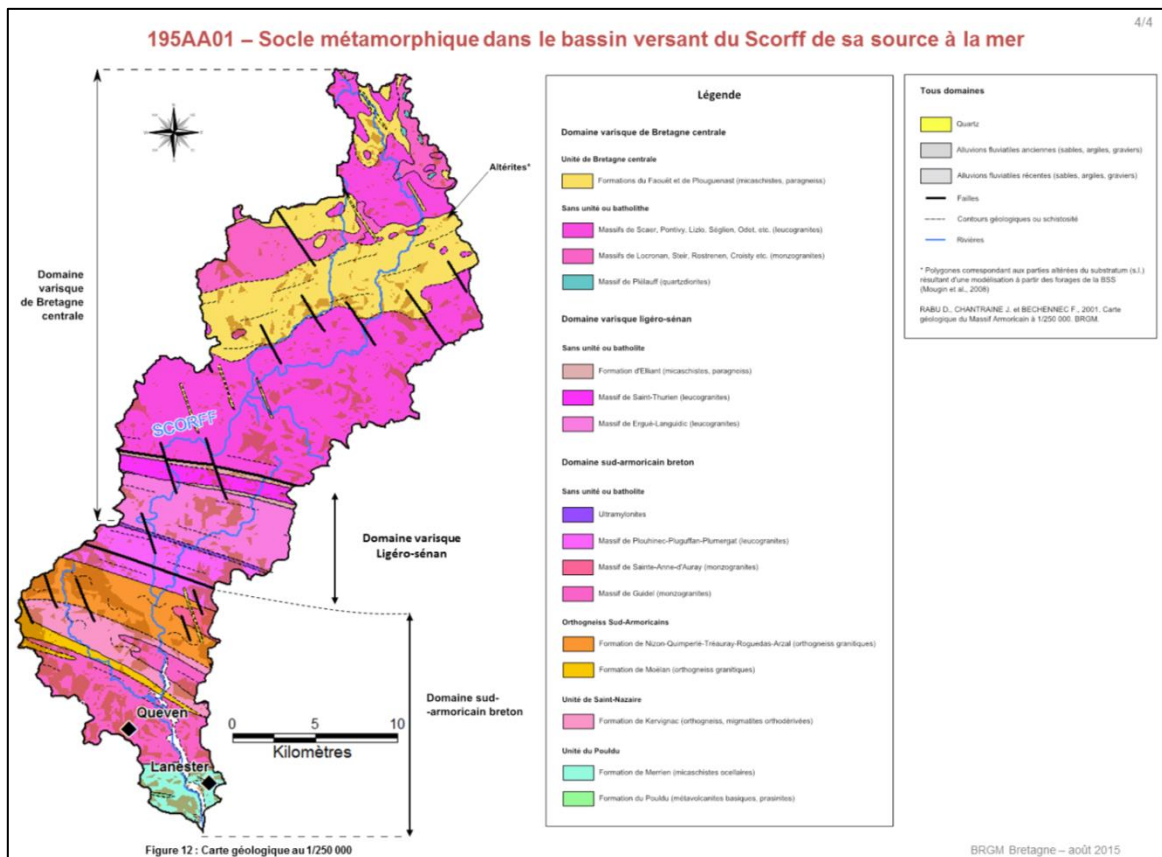 4/4
195AA01 – Socle métamorphique dans le bassin versant du Scorff de sa source à la mer
Altérites*
Domaine
varisque
de Bretagne
centrale
SCORFF
Domaine varisque
Ligéro-sénan
Domaine sud-
-armoricain breton
Quéven
Lanester
0 5 10
Kilomètres
Figure 12 : Carte géologique au 1/250 000
Légende
Domaine varisque de Bretagne centrale
Unité de Bretagne centrale
Formations du Faouët et de Plouguenast (micaschistes, paragneiss)
Sans unité ou batholithe
Massifs de Scaer, Pontivy, Lizio, Séglien, Odet, etc. (leucogranites)
Massifs de Locronan, Steir, Rostrenen, Croisty etc. (monzogranites)
Massif de Plélauff (quartzdiorites)
Domaine varisque ligéro-sénan
Sans unité ou batholite
Formation d'Elliant (micaschistes, paragneiss)
Massif de Saint-Thurien (leucogranites)
Massif de Ergué-Languidic (leucogranites)
Domaine sud-armoricain breton
Sans unité ou batholite
Ultramylonites
Massif de Plouhinec-Pluguffan-Plumergat (leucogranites)
Massif de Sainte-Anne-d'Auray (monzogranites)
Massif de Guidel (monzogranites)
Orthogneiss Sud-Armoricains
Formation de Nizon-Quimperlé-Tréauray-Roguedas-Arzal (orthogneiss granitiques)
Formation de Moëlan (orthogneiss granitiques)
Unité de Saint-Nazaire
Formation de Kervignac (orthogneiss, migmatites orthodérivées)
Unité du Pouldu
Formation de Merrien (micaschistes ocellaires)
Formation du Pouldu (métavolcanites basiques, prasinites)
Tous domaines
Quartz
Alluvions fluviatiles anciennes (sables, argiles, graviers)
Alluvions fluviatiles récentes (sables, argiles, graviers)
Failles
Contours géologiques ou schistosité
Rivières
* Polygones correspondant aux parties altérées du substratum (s.l.)
résultant d'une modélisation à partir des forages de la BSS
(Mougin et al., 2008)
RABU D., CHANTRAINE J. et BECHENNEC F., 2001. Carte
géologique du Massif Armoricain à 1/250 000. BRGM.
BRGM Bretagne – août 2015